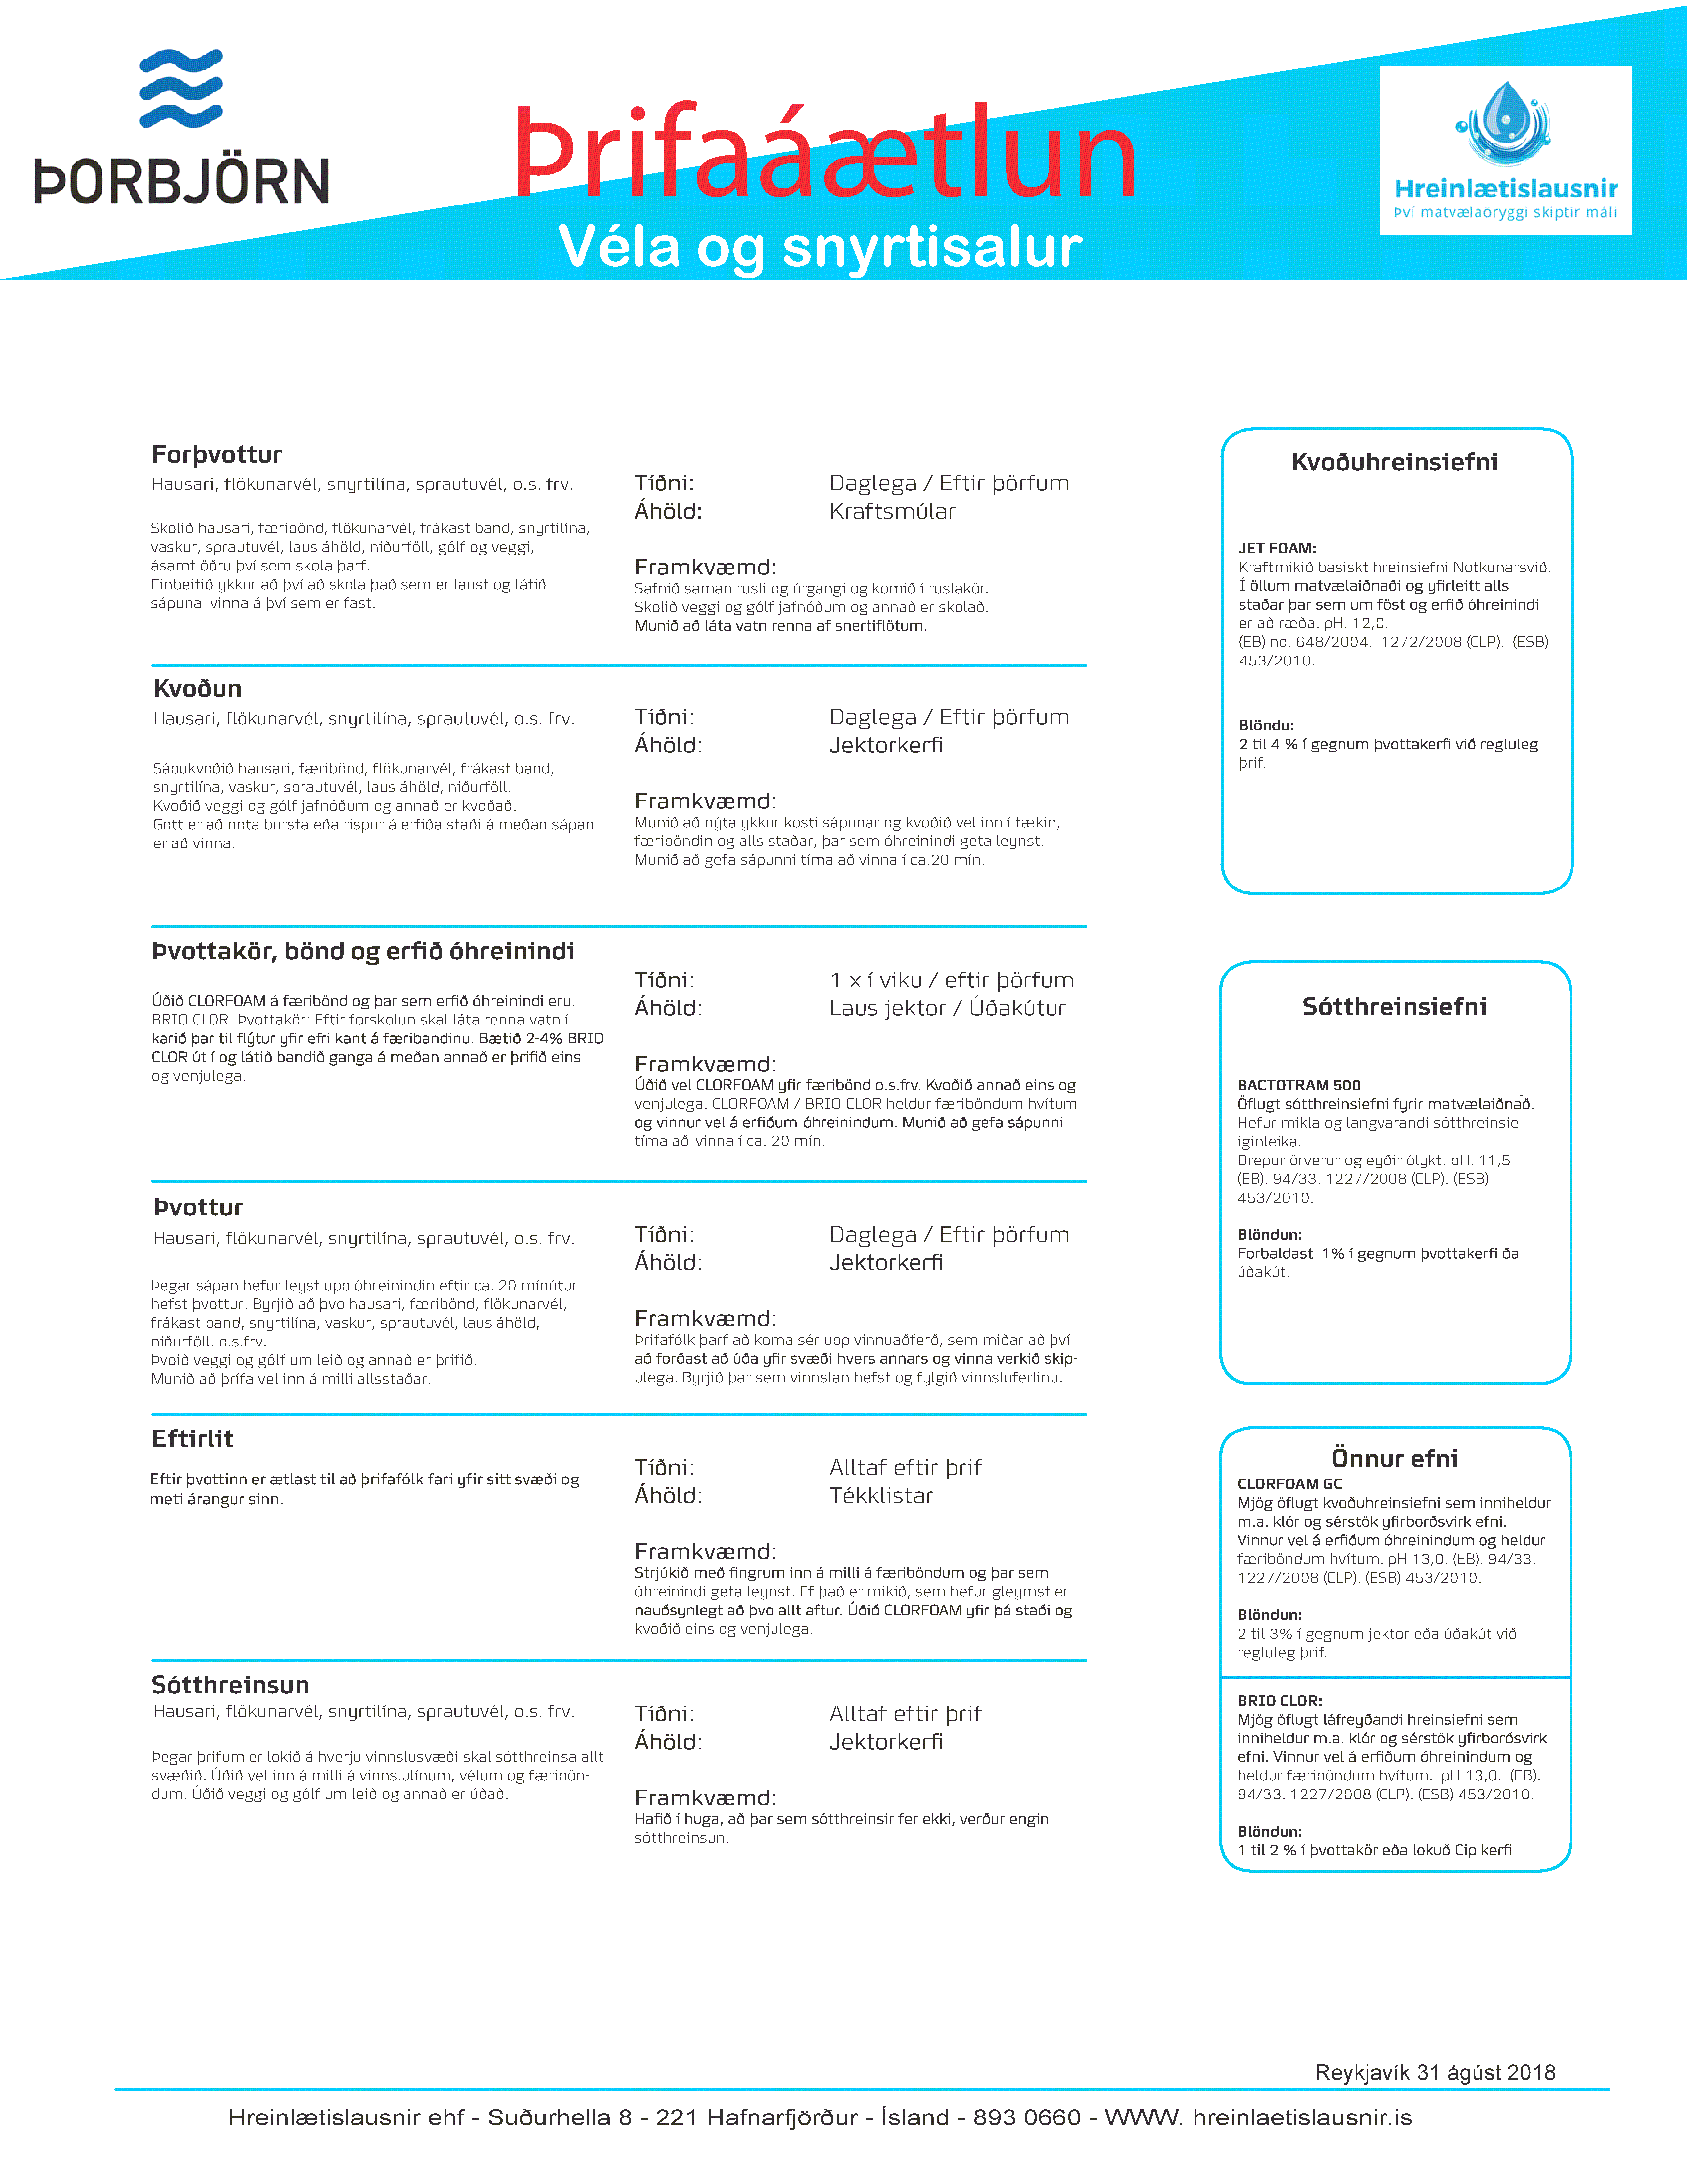 ÞORBJÖRN
Þrifaáætlun
Véla og snyrtisalur
Hreinlætislausnir
Því matvælaöryggi skiptir máli
Forþvottur
Hausari, flökunarvél, snyrtilína, sprautuvél, o.s. frv.
Skolið hausari, færibönd, flökunarvél, frákast band, snyrtilína,
vaskur, sprautuvél, laus áhöld, niðurföll, gólf og veggi,
ásamt öðru því sem skola þarf.
Einbeitið ykkur að því að skola það sem er laust og látið
sápuna vinna á því sem er fast.
Tíðni: Daglega / Eftir þörfum
Áhöld: Kraftsmúlar
Framkvæmd:
Safnið saman rusli og úrgangi og komið í ruslakör.
Skolið veggi og gólf jafnóðum og annað er skolað.
Munið að láta vatn renna af snertiflötum.
Kvoðun
Hausari, flökunarvél, snyrtilína, sprautuvél, o.s. frv.
Sápukvoðið hausari, færibönd, flökunarvél, frákast band,
snyrtilína, vaskur, sprautuvél, laus áhöld, niðurföll.
Kvoðið veggi og gólf jafnóðum og annað er kvoðað.
Gott er að nota bursta eða rispur á erfiða staði á meðan sápan
er að vinna.
Tíðni: Daglega / Eftir þörfum
Áhöld: Jektorkerfi
Framkvæmd:
Munið að nýta ykkur kosti sápunar og kvoðið vel inn í tækin,
færiböndin og alls staðar, þar sem óhreinindi geta leynst.
Munið að gefa sápunni tíma að vinna í ca.20 mín.
Þvottakör, bönd og erfið óhreinindi
Úðið CLORFOAM á færibönd og þar sem erfið óhreinindi eru.
BRIO CLOR. Þvottakör: Eftir forskolun skal láta renna vatn í
karið þar til flýtur yfir efri kant á færibandinu. Bætið 2-4% BRIO
CLOR út í og látið bandið ganga á meðan annað er þrifið eins
og venjulega.
Tíðni: 1 x í viku / eftir þörfum
Áhöld: Laus jektor / Úðakútur
Framkvæmd:
Úðið vel CLORFOAM yfir færibönd o.s.frv. Kvoðið annað eins og
venjulega. CLORFOAM / BRIO CLOR heldur færiböndum hvítum
og vinnur vel á erfiðum óhreinindum. Munið að gefa sápunni
tíma að vinna í ca. 20 mín.
Þvottur
Hausari, flökunarvél, snyrtilína, sprautuvél, o.s. frv.
Þegar sápan hefur leyst upp óhreinindin eftir ca. 20 mínútur
hefst þvottur. Byrjið að þvo hausari, færibönd, flökunarvél,
frákast band, snyrtilína, vaskur, sprautuvél, laus áhöld,
niðurföll. o.s.frv.
Þvoið veggi og gólf um leið og annað er þrifið.
Munið að þrífa vel inn á milli allsstaðar.
Tíðni: Daglega / Eftir þörfum
Áhöld: Jektorkerfi
Framkvæmd:
Þrifafólk þarf að koma sér upp vinnuaðferð, sem miðar að því
að forðast að úða yfir svæði hvers annars og vinna verkið skip-
ulega. Byrjið þar sem vinnslan hefst og fylgið vinnsluferlinu.
Eftirlit
Eftir þvottinn er ætlast til að þrifafólk fari yfir sitt svæði og
meti árangur sinn.
Tíðni: Alltaf eftir þrif
Áhöld: Tékklistar
Framkvæmd:
Strjúkið með fingrum inn á milli á færiböndum og þar sem
óhreinindi geta leynst. Ef það er mikið, sem hefur gleymst er
nauðsynlegt að þvo allt aftur. Úðið CLORFOAM yfir þá staði og
kvoðið eins og venjulega.
Sótthreinsun
Hausari, flökunarvél, snyrtilína, sprautuvél, o.s. frv.
Þegar þrifum er lokið á hverju vinnslusvæði skal sótthreinsa allt
svæðið. Úðið vel inn á milli á vinnslulínum, vélum og færibön-
dum. Úðið veggi og gólf um leið og annað er úðað.
Tíðni: Alltaf eftir þrif
Áhöld: Jektorkerfi
Framkvæmd:
Hafið í huga, að þar sem sótthreinsir fer ekki, verður engin
sótthreinsun.
Kvoðuhreinsiefni
JET FOAM:
Kraftmikið basiskt hreinsiefni Notkunarsvið.
Í öllum matvælaiðnaði og yfirleitt alls
staðar þar sem um föst og erfið óhreinindi
er að ræða. pH. 12,0.
(EB) no. 648/2004. 1272/2008 (CLP). (ESB)
453/2010.
Blöndu:
2 til 4 % í gegnum þvottakerfi við regluleg
þrif.
Sótthreinsiefni
BACTOTRAM 500
Öflugt sótthreinsiefni fyrir matvælaiðnað.
Hefur mikla og langvarandi sótthreinsie
iginleika.
Drepur örverur og eyðir ólykt. pH. 11,5
(EB). 94/33. 1227/2008 (CLP). (ESB)
453/2010.
Blöndun:
Forbaldast 1% í gegnum þvottakerfi ða
úðakút.
Önnur efni
CLORFOAM GC
Mjög öflugt kvoðuhreinsiefni sem inniheldur
m.a. klór og sérstök yfirborðsvirk efni.
Vinnur vel á erfiðum óhreinindum og heldur
færiböndum hvítum. pH 13,0. (EB). 94/33.
1227/2008 (CLP). (ESB) 453/2010.
Blöndun:
2 til 3% í gegnum jektor eða úðakút við
regluleg þrif.
BRIO CLOR:
Mjög öflugt láfreyðandi hreinsiefni sem
inniheldur m.a. klór og sérstök yfirborðsvirk
efni. Vinnur vel á erfiðum óhreinindum og
heldur færiböndum hvítum. pH 13,0. (EB).
94/33. 1227/2008 (CLP). (ESB) 453/2010.
Blöndun:
1 til 2 % í þvottakör eða lokuð Cip kerfi
Reykjavík 31 ágúst 2018
Hreinlætislausnir ehf - Suðurhella 8 - 221 Hafnarfjörður - Ísland - 893 0660 - WWW. hreinlaetislausnir.is